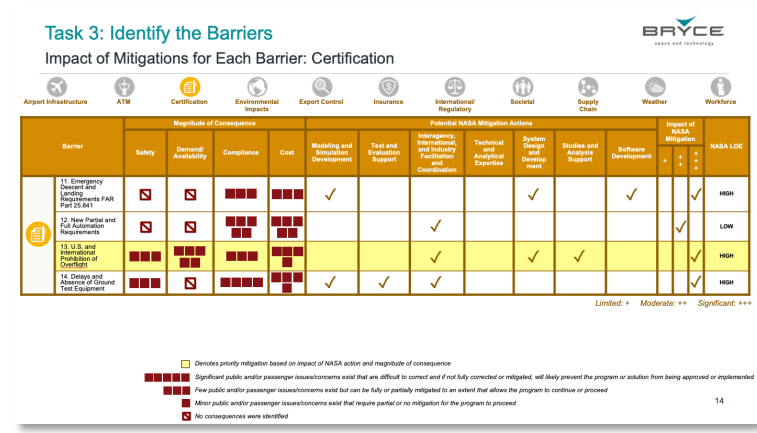 Task 3: Identify the Barriers
Impact of Mitigations for Each Barrier: Certification
BRYCE
space and technology
Airport Infrastructure
ATM
Certification
Environmental
Impacts
Export Control
Insurance
International/
Regulatory
Societal
Supply
Chain
Weather
Workforce
Barrier
Magnitude of Consequence
Potential NASA Mitigation Actions
Impact of
NASA
Mitigation
NASA LOE
Safety
Demand/
Availability
Compliance
Cost
Modeling and
Simulation
Development
Test and
Evaluation
Support
Interagency,
International,
and Industry
Facilitation
and
Coordination
Technical
and
Analytical
Expertise
System
Design
and
Develop
ment
Studies and
Analysis
Support
Software
Development
+
+
+
+
+
+
11. Emergency
Descent and
Landing
Requirements FAR
Part 25.841
HIGH
12. New Partial and
Full Automation
Requirements
LOW
13. U.S. and
International
Prohibition of
Overflight
HIGH
14. Delays and
Absence of Ground
Test Equipment
HIGH
Limited: + Moderate: ++ Significant: +++
Denotes priority mitigation based on impact of NASA action and magnitude of consequence
Significant public and/or passenger issues/concerns exist that are difficult to correct and if not fully corrected or mitigated, will likely prevent the program or solution from being approved or implemented
Few public and/or passenger issues/concerns exist but can be fully or partially mitigated to an extent that allows the program to continue or proceed
Minor public and/or passenger issues/concerns exist that require partial or no mitigation for the program to proceed
No consequences were identified
14